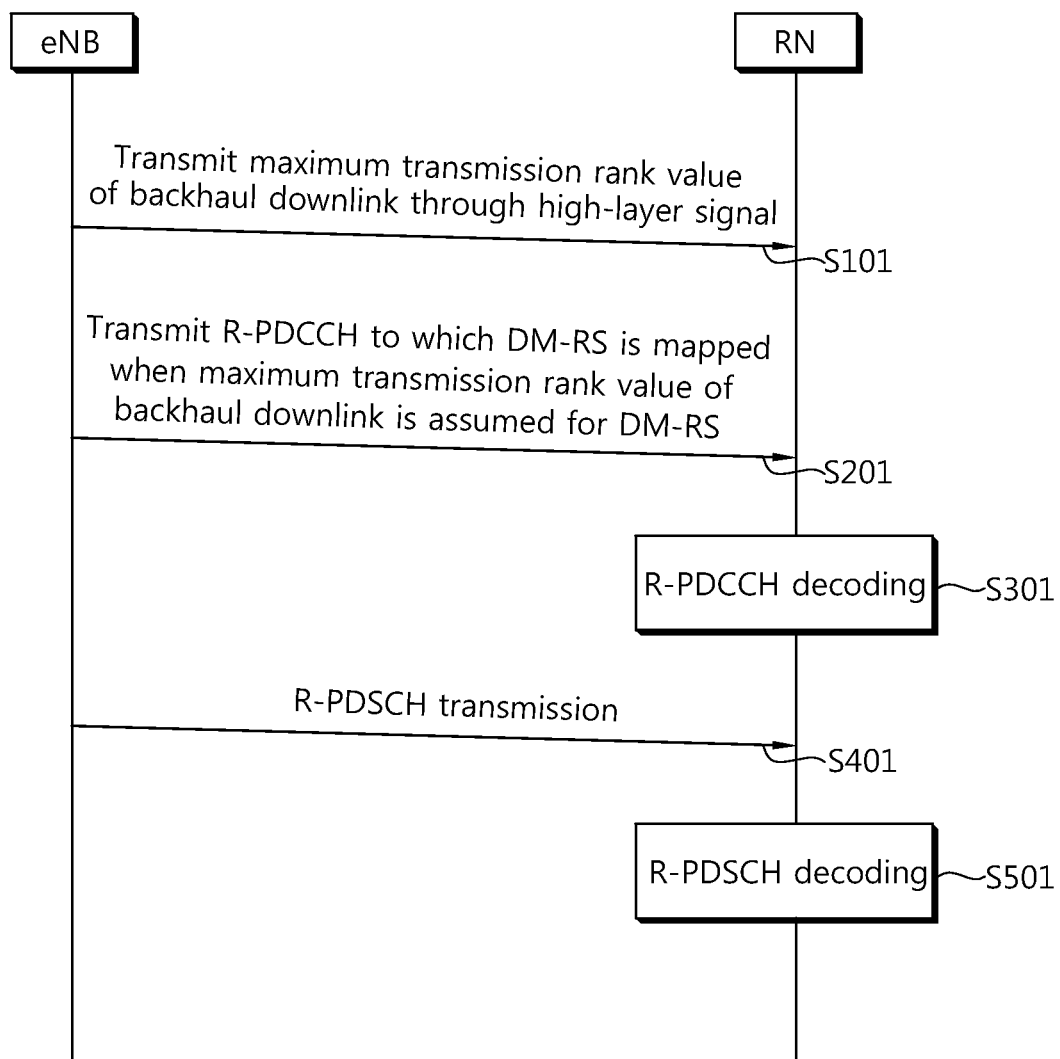 eNB
RN
Transmit maximum transmission rank value
of backhaul downlink through high-layer signal
S101
Transmit R-PDCCH to which DM-RS is mapped
when maximum transmission rank value of
backhaul downlink is assumed for DM-RS
S201
R-PDCCH decoding
S301
R-PDSCH transmission
S401
R-PDSCH decoding
S501